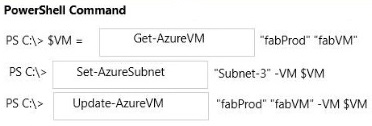 PowerShell Command
PS C:\> $VM = Get-AzureVM "fabProd" "fabVM"
PS C:\> Set-AzureSubnet "Subnet-3" -VM $VM
PS C:\> Update-AzureVM "fabProd" "fabVM" -VM $VM